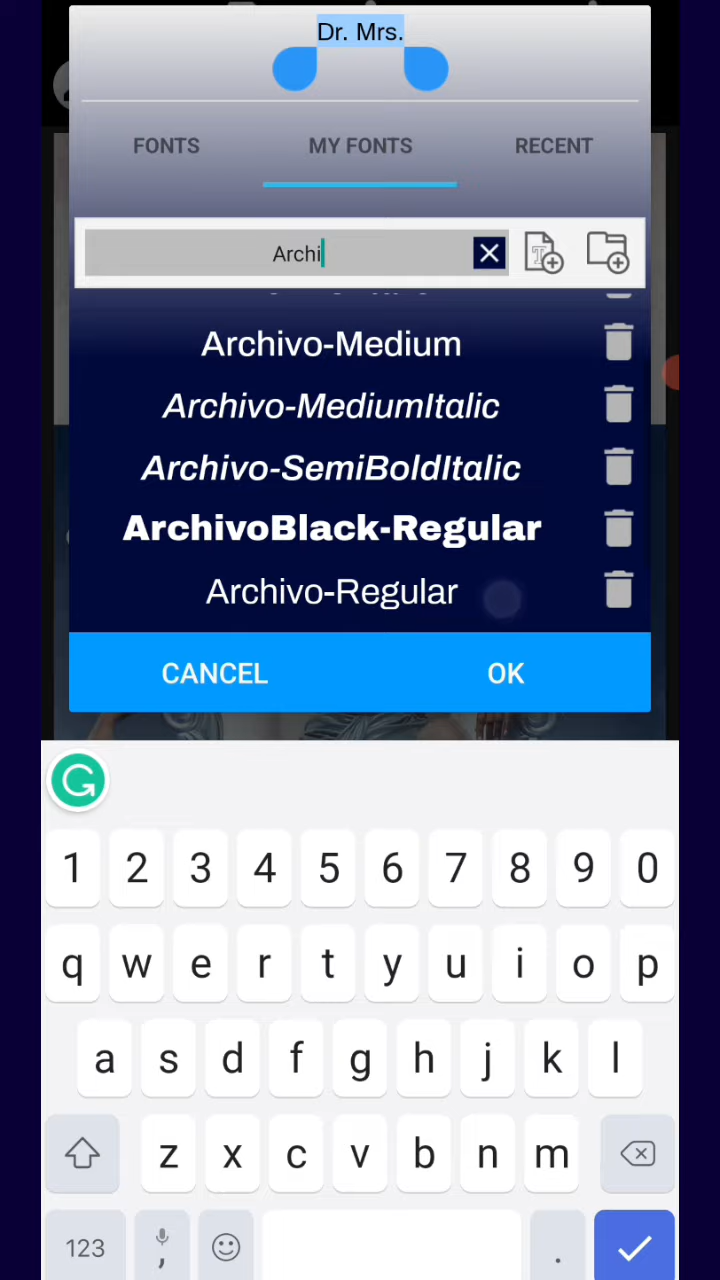 Dr. Mrs.
FONTS MY FONTS RECENT
Archi
Archivo-Medium
Archivo-MediumItalic
Archivo-SemiBoldItalic
ArchivoBlack-Regular
Archivo-Regular
CANCEL OK
1 2 3 4 5 6 7 8 9 0
q w e r t y u i o p
a s d f g h j k l
z x c v b n m
123 , .